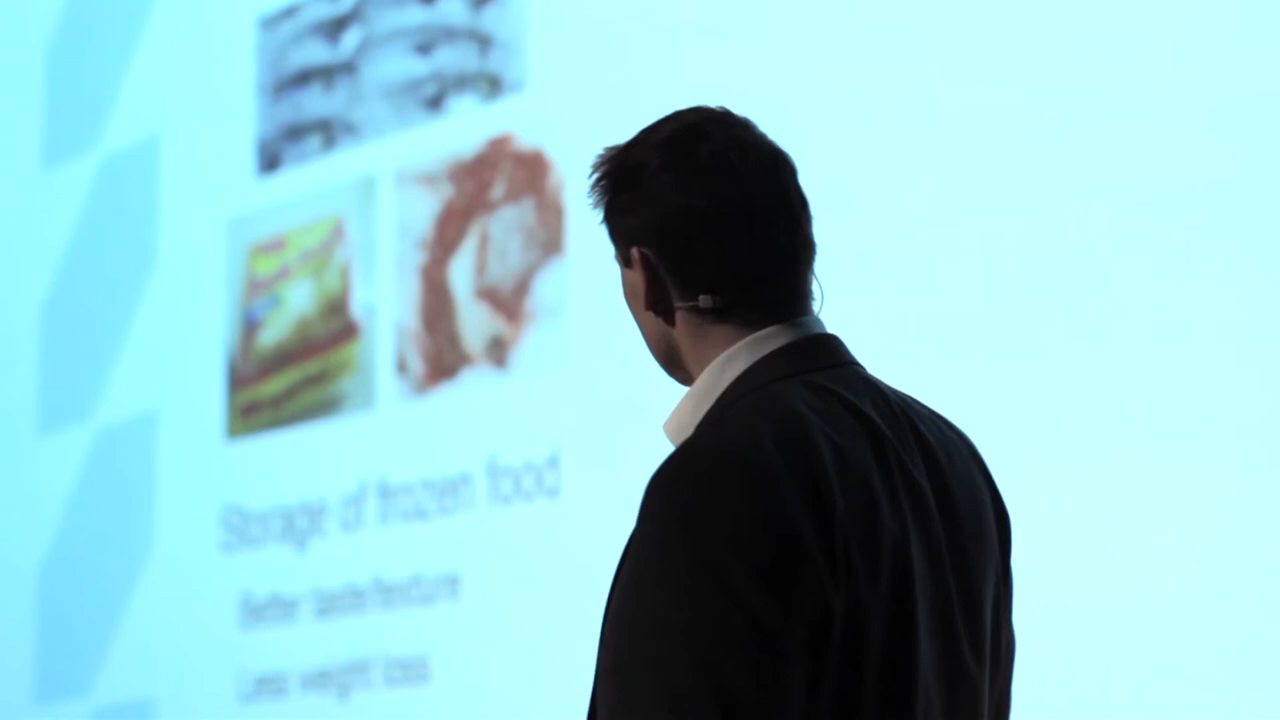 Storage of frozen food
Better taste/texture
Less weight loss